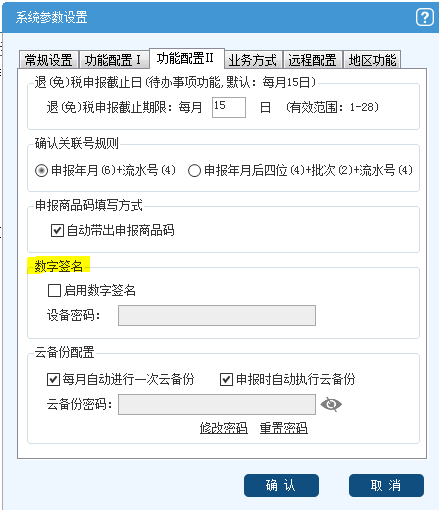 系统参数设置
常规设置 功能配置Ⅰ 功能配置Ⅱ 业务方式 远程配置 地区功能
退(免)税申报截止日(待办事项功能,默认: 每月15日)
退(免)税申报截止期限: 每月 15 日 (有效范围: 1-28)
确认关联号规则
申报年月(6)+流水号(4) 申报年月后四位(4)+批次(2)+流水号(4)
申报商品码填写方式
自动带出申报商品码
数字签名
启用数字签名
设备密码:
云备份配置
每月自动进行一次云备份 申报时自动执行云备份
云备份密码:
修改密码 重置密码
确 认 取 消